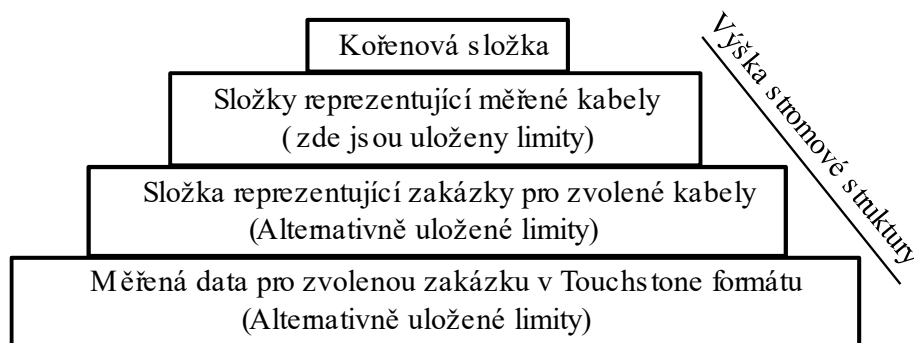 Kořenová složka
Složky reprezentující měřené kabely
( zde jsou uloženy limity)
Složka reprezentující zakázky pro zvolené kabely
(Alternativně uložené limity)
Měřená data pro zvolenou zakázku v Touchstone formátu
(Alternativně uložené limity)
Výška stromové struktury